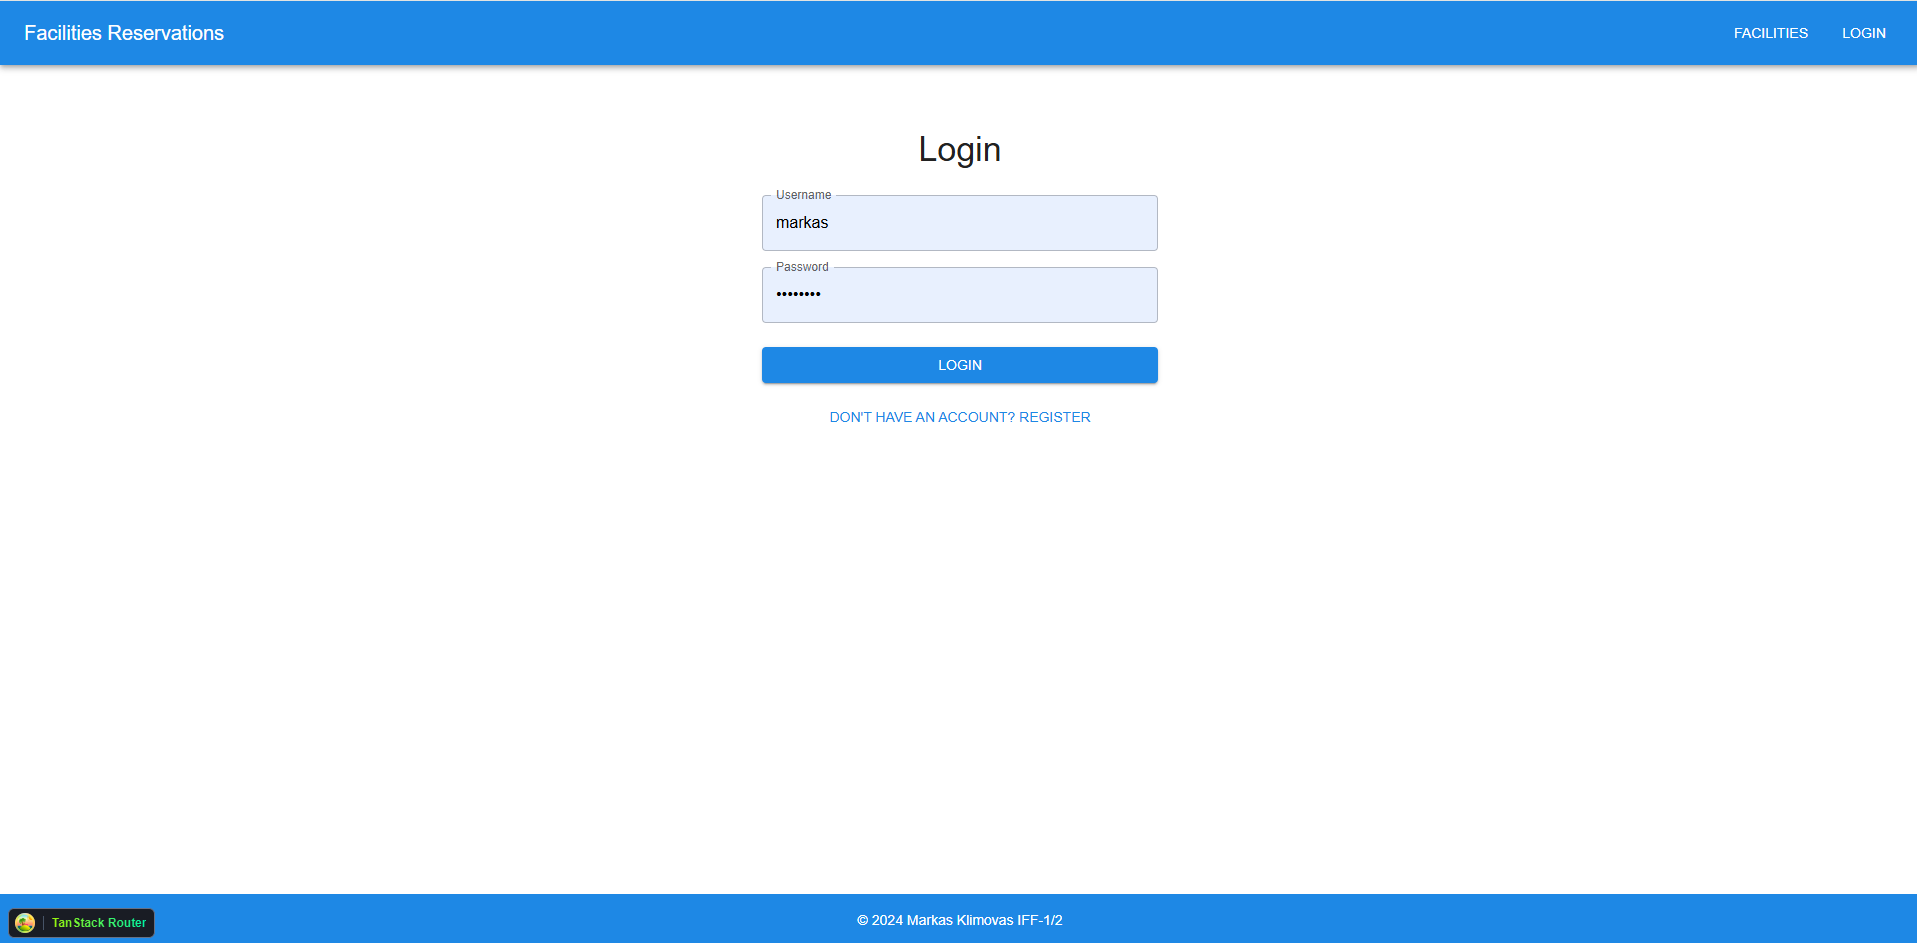 Facilities Reservations
FACILITIES
LOGIN
Login
Username
markas
Password
••••••••
LOGIN
DON'T HAVE AN ACCOUNT? REGISTER
TanStack Router
© 2024 Markas Klimovas IFF-1/2